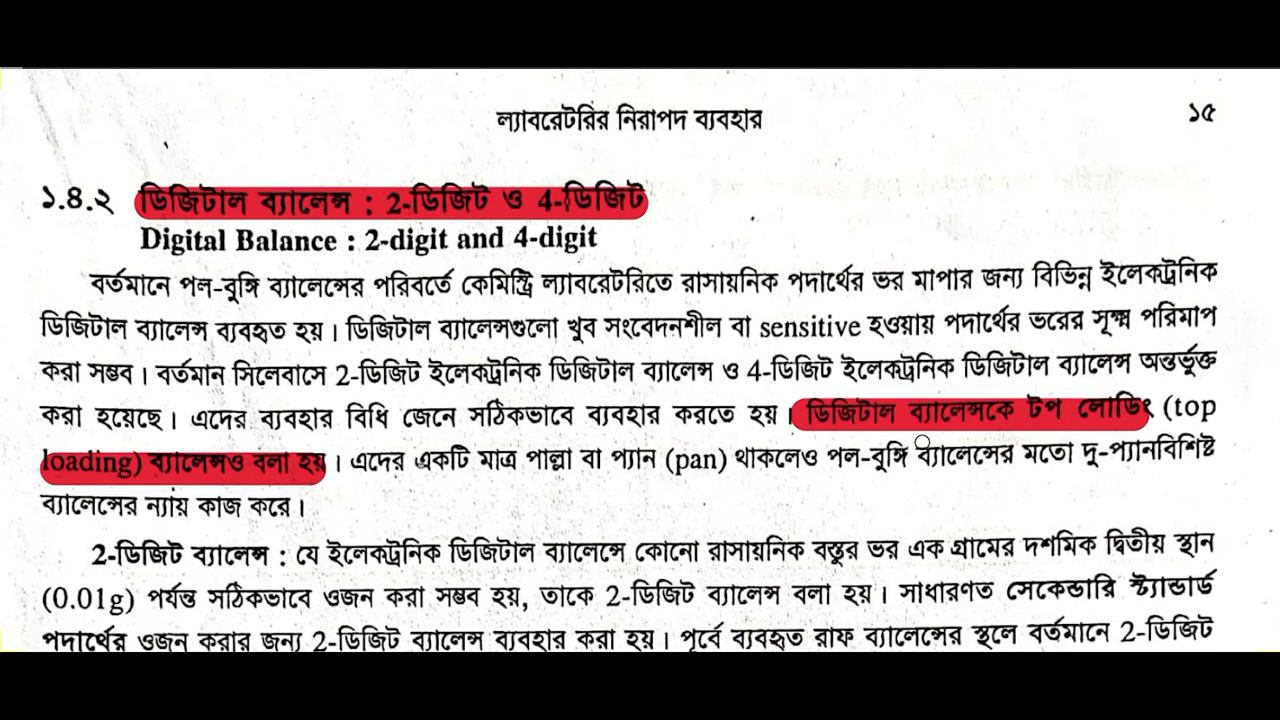 ল্যাবরেটরির নিরাপদ ব্যবহার ১৫
১.৪.২ ডিজিটাল ব্যালেন্স : 2-ডিজিট ও 4-ডিজিট
Digital Balance : 2-digit and 4-digit
বর্তমানে পল-বুঙ্গি ব্যালেন্সের পরিবর্তে কেমিস্ট্রি ল্যাবরেটরিতে রাসায়নিক পদার্থের ভর মাপার জন্য বিভিন্ন ইলেকট্রনিক
ডিজিটাল ব্যালেন্স ব্যবহৃত হয়। ডিজিটাল ব্যালেন্সগুলো খুব সংবেদনশীল বা sensitive হওয়ায় পদার্থের ভরের সূক্ষ্ম পরিমাপ
করা সম্ভব। বর্তমান সিলেবাসে 2-ডিজিট ইলেকট্রনিক ডিজিটাল ব্যালেন্স ও 4-ডিজিট ইলেকট্রনিক ডিজিটাল ব্যালেন্স অন্তর্ভুক্ত
করা হয়েছে। এদের ব্যবহার বিধি জেনে সঠিকভাবে ব্যবহার করতে হয়। ডিজিটাল ব্যালেন্সকে টপ লোডিং (top
loading) ব্যালেন্সও বলা হয়। এদের একটি মাত্র পাল্লা বা প্যান (pan) থাকলেও পল-বুঙ্গি ব্যালেন্সের মতো দু-প্যানবিশিষ্ট
ব্যালেন্সের ন্যায় কাজ করে।
2-ডিজিট ব্যালেন্স : যে ইলেকট্রনিক ডিজিটাল ব্যালেন্সে কোনো রাসায়নিক বস্তুর ভর এক গ্রামের দশমিক দ্বিতীয় স্থান
(0.01g) পর্যন্ত সঠিকভাবে ওজন করা সম্ভব হয়, তাকে 2-ডিজিট ব্যালেন্স বলা হয়। সাধারণত সেকেন্ডারি স্ট্যান্ডার্ড
পদার্থের ওজন করার জন্য 2-ডিজিট ব্যালেন্স ব্যবহার করা হয়। পূর্বে ব্যবহৃত রাফ ব্যালেন্সের স্থলে বর্তমানে 2-ডিজিট